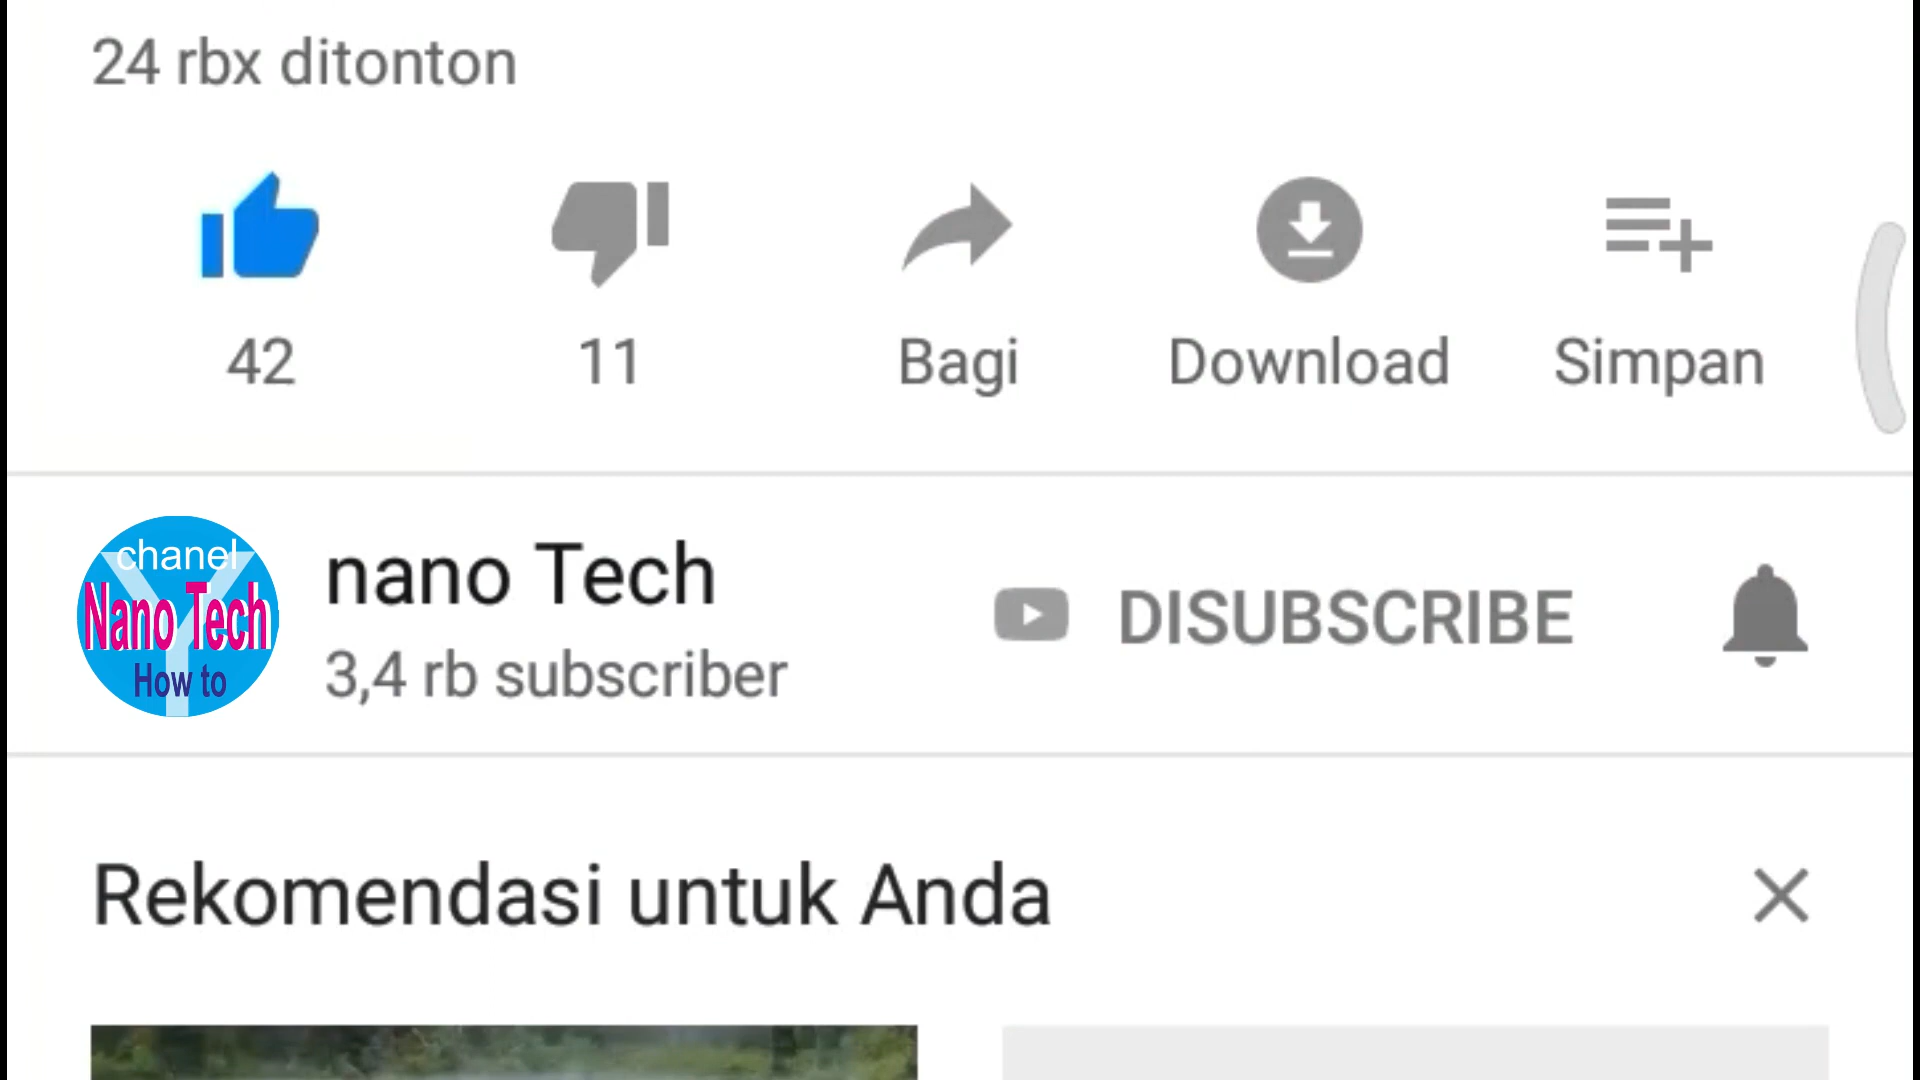 24 rbx ditonton
42
11
Bagi
Download
Simpan
chanel
Nano Tech
How to
nano Tech
3,4 rb subscriber
DISUBSCRIBE
Rekomendasi untuk Anda